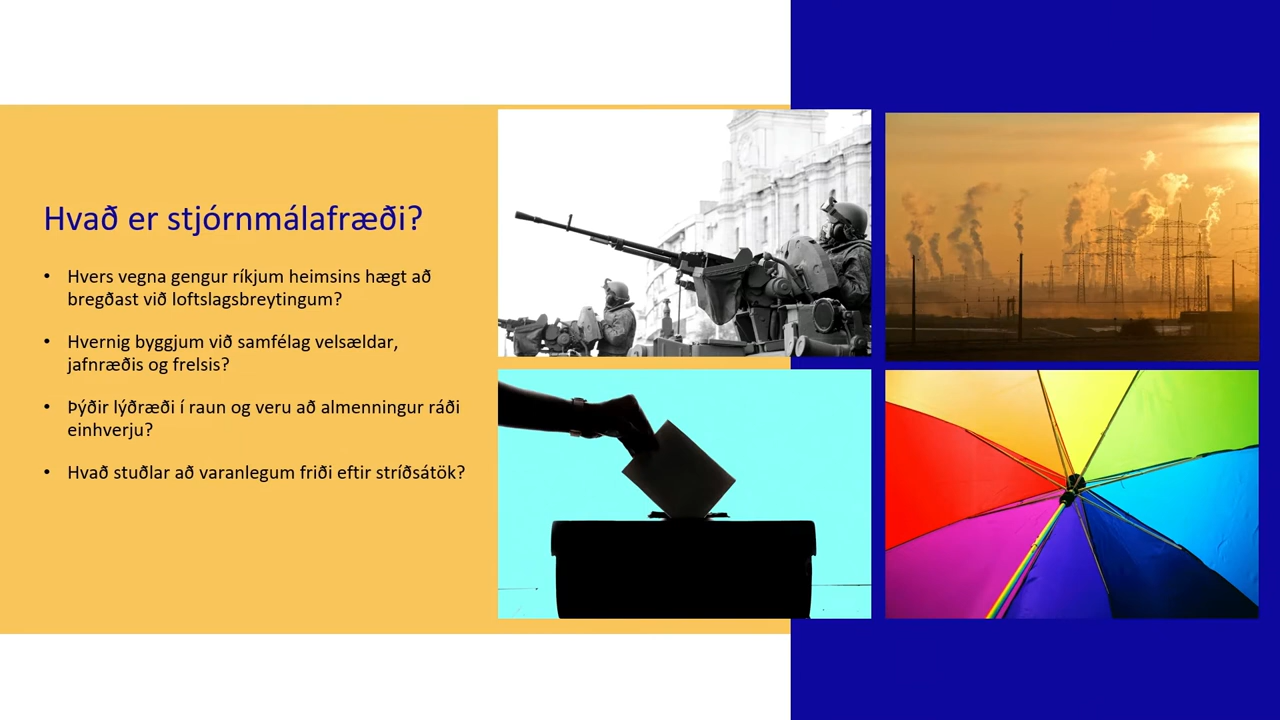 Hvað er stjórnmálafræði?
• Hvers vegna gengur ríkjum heimsins hægt að
bregðast við loftslagsbreytingum?
• Hvernig byggjum við samfélag velsældar,
jafnræðis og frelsis?
• Þýðir lýðræði í raun og veru að almenningur ráði
einhverju?
• Hvað stuðlar að varanlegum friði eftir stríðsátök?